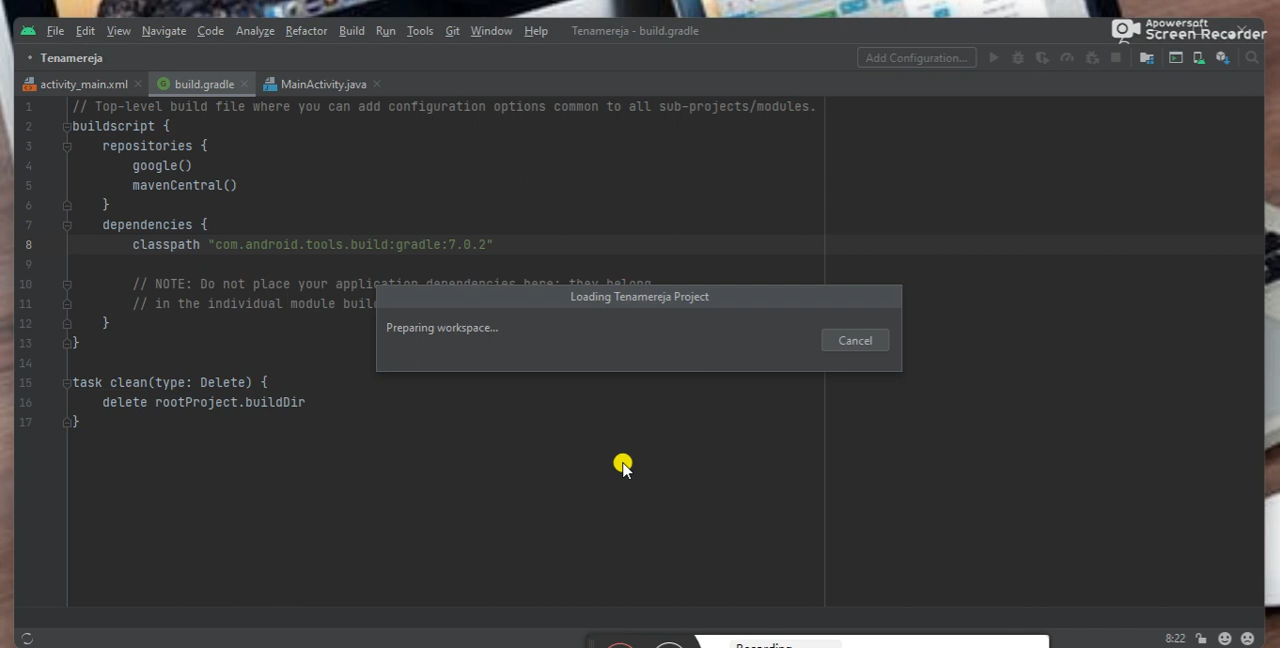 File Edit View Navigate Code Analyze Refactor Build Run Tools Git Window Help Tenamereja - build.gradle
Apowersoft
Screen Recorder
Tenamereja
Add Configuration...
activity_main.xml build.gradle MainActivity.java
1 // Top-level build file where you can add configuration options common to all sub-projects/modules.
2 buildscript {
3 repositories {
4 google()
5 mavenCentral()
6 }
7 dependencies {
8 classpath "com.android.tools.build:gradle:7.0.2"
9
10 // NOTE: Do not place your application dependencies here; they belong
11 // in the individual module buil
12 }
13 }
14
15 task clean(type: Delete) {
16 delete rootProject.buildDir
17 }
Loading Tenamereja Project
Preparing workspace...
Cancel
8:22
Recording